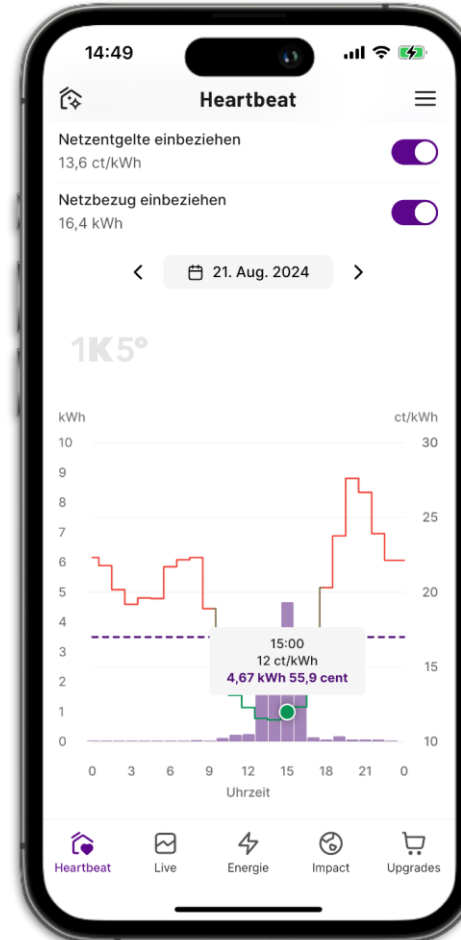 14:49
Heartbeat
Netzentgelte einbeziehen
13,6 ct/kWh
Netzbezug einbeziehen
16,4 kWh
21. Aug. 2024
1K5°
kWh ct/kWh
10 30
9
8
7 25
6
5 20
4
3 15
2
1
0 10
15:00
12 ct/kWh
4,67 kWh 55,9 cent
0 3 6 9 12 15 18 21 0
Uhrzeit
Heartbeat Live Energie Impact Upgrades